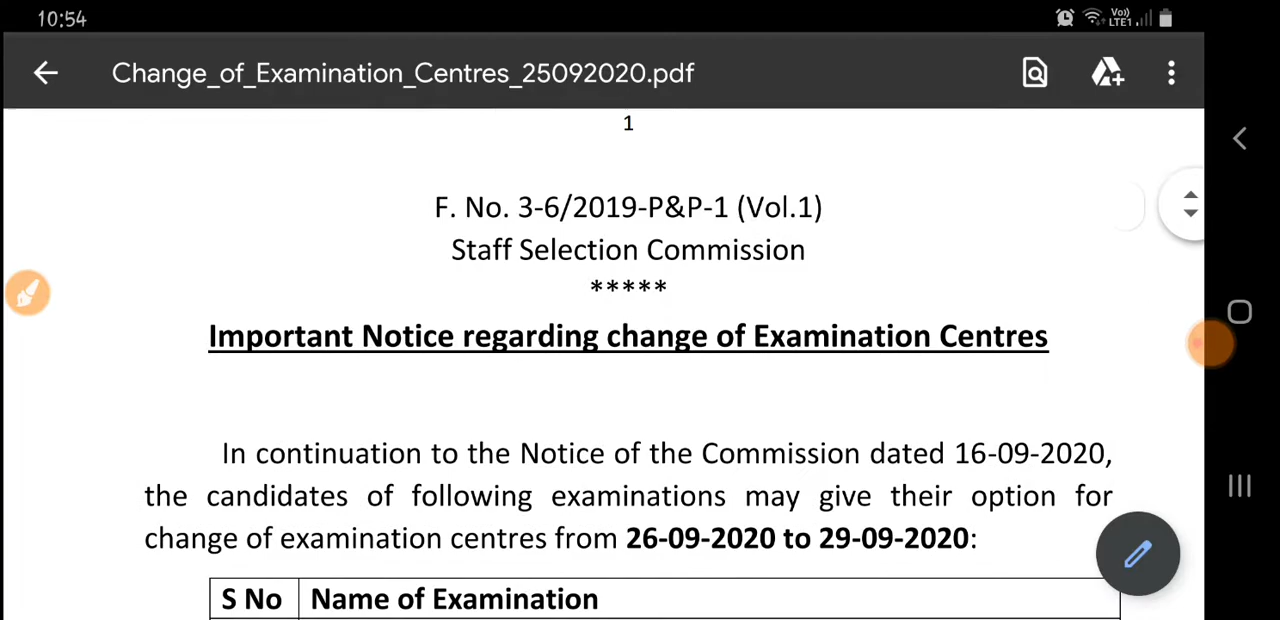 10:54
Vo))
LTE1
Change_of_Examination_Centres_25092020.pdf
1
F. No. 3-6/2019-P&P-1 (Vol.1)
Staff Selection Commission
*****
Important Notice regarding change of Examination Centres
In continuation to the Notice of the Commission dated 16-09-2020,
the candidates of following examinations may give their option for
change of examination centres from 26-09-2020 to 29-09-2020:
S No Name of Examination